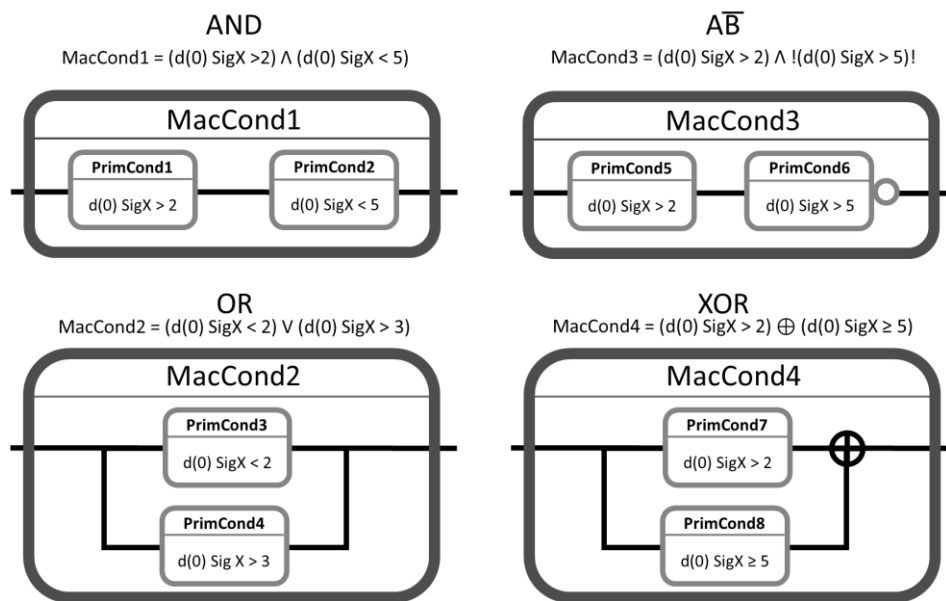 AND
MacCond1 = (d(0) SigX >2) Λ (d(0) SigX < 5)
MacCond1
PrimCond1
d(0) SigX > 2
PrimCond2
d(0) SigX < 5
AB̅
MacCond3 = (d(0) SigX > 2) Λ !(d(0) SigX > 5)!
MacCond3
PrimCond5
d(0) SigX > 2
PrimCond6
d(0) SigX > 5
OR
MacCond2 = (d(0) SigX < 2) V (d(0) SigX > 3)
MacCond2
PrimCond3
d(0) SigX < 2
PrimCond4
d(0) Sig X > 3
XOR
MacCond4 = (d(0) SigX > 2) ⊕ (d(0) SigX ≥ 5)
MacCond4
PrimCond7
d(0) SigX > 2
PrimCond8
d(0) SigX ≥ 5